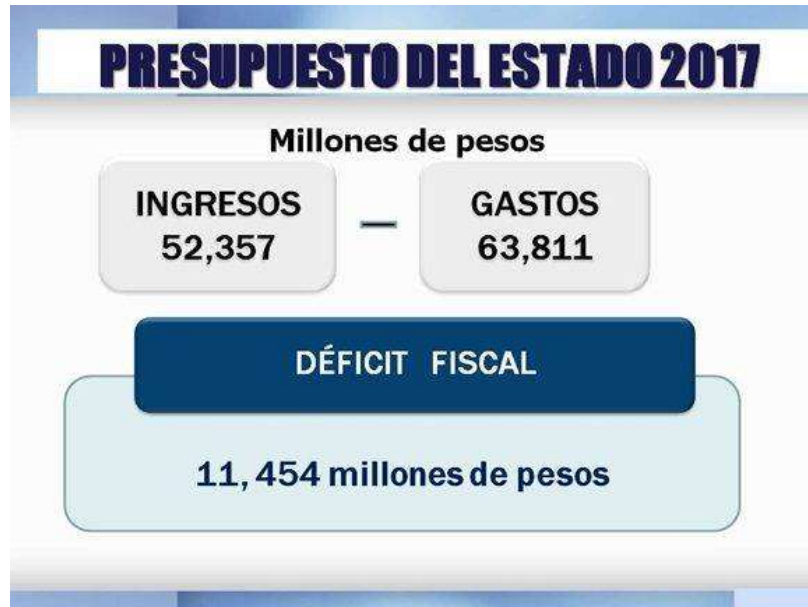 PRESUPUESTO DEL ESTADO 2017
Millones de pesos
INGRESOS
52,357
—
GASTOS
63,811
DÉFICIT FISCAL
11, 454 millones de pesos